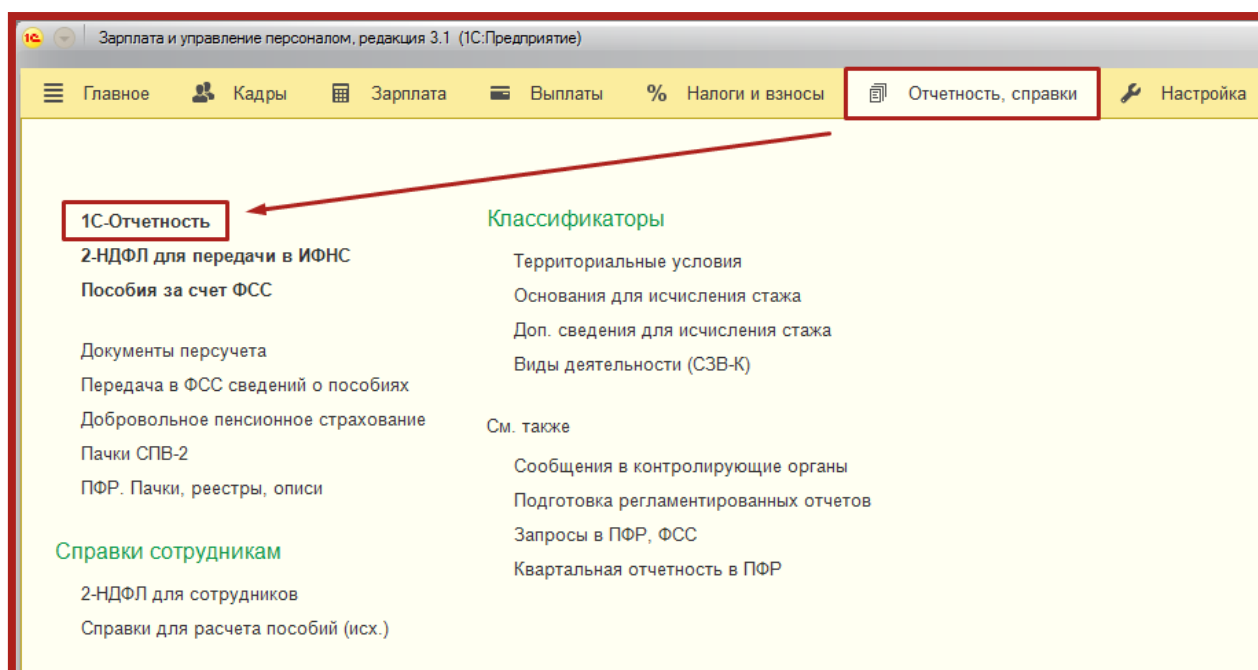 1С Зарплата и управление персоналом, редакция 3.1 (1С:Предприятие)
Главное Кадры Зарплата Выплаты % Налоги и взносы Отчетность, справки Настройка
1С-Отчетность
2-НДФЛ для передачи в ИФНС
Пособия за счет ФСС
Документы персучета
Передача в ФСС сведений о пособиях
Добровольное пенсионное страхование
Пачки СПВ-2
ПФР. Пачки, реестры, описи
Справки сотрудникам
2-НДФЛ для сотрудников
Справки для расчета пособий (исх.)
Классификаторы
Территориальные условия
Основания для исчисления стажа
Доп. сведения для исчисления стажа
Виды деятельности (СЗВ-К)
См. также
Сообщения в контролирующие органы
Подготовка регламентированных отчетов
Запросы в ПФР, ФСС
Квартальная отчетность в ПФР